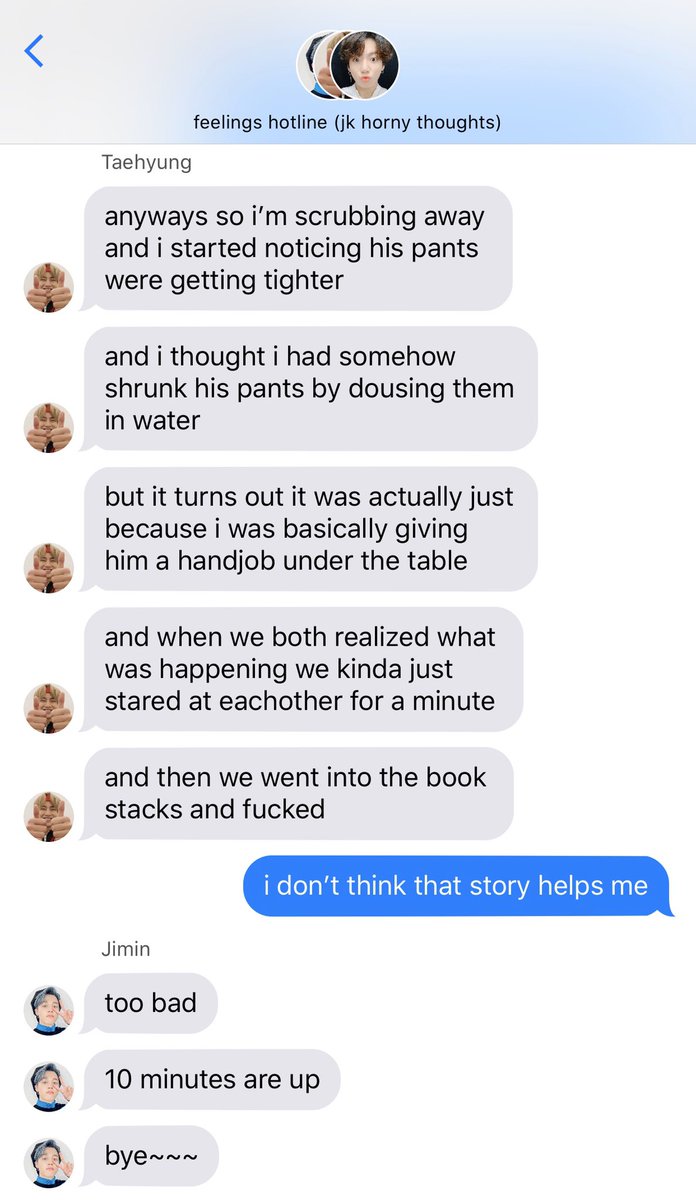 feelings hotline (jk horny thoughts)
Taehyung
anyways so i’m scrubbing away
and i started noticing his pants
were getting tighter
and i thought i had somehow
shrunk his pants by dousing them
in water
but it turns out it was actually just
because i was basically giving
him a handjob under the table
and when we both realized what
was happening we kinda just
stared at eachother for a minute
and then we went into the book
stacks and fucked
i don’t think that story helps me
Jimin
too bad
10 minutes are up
bye~~~